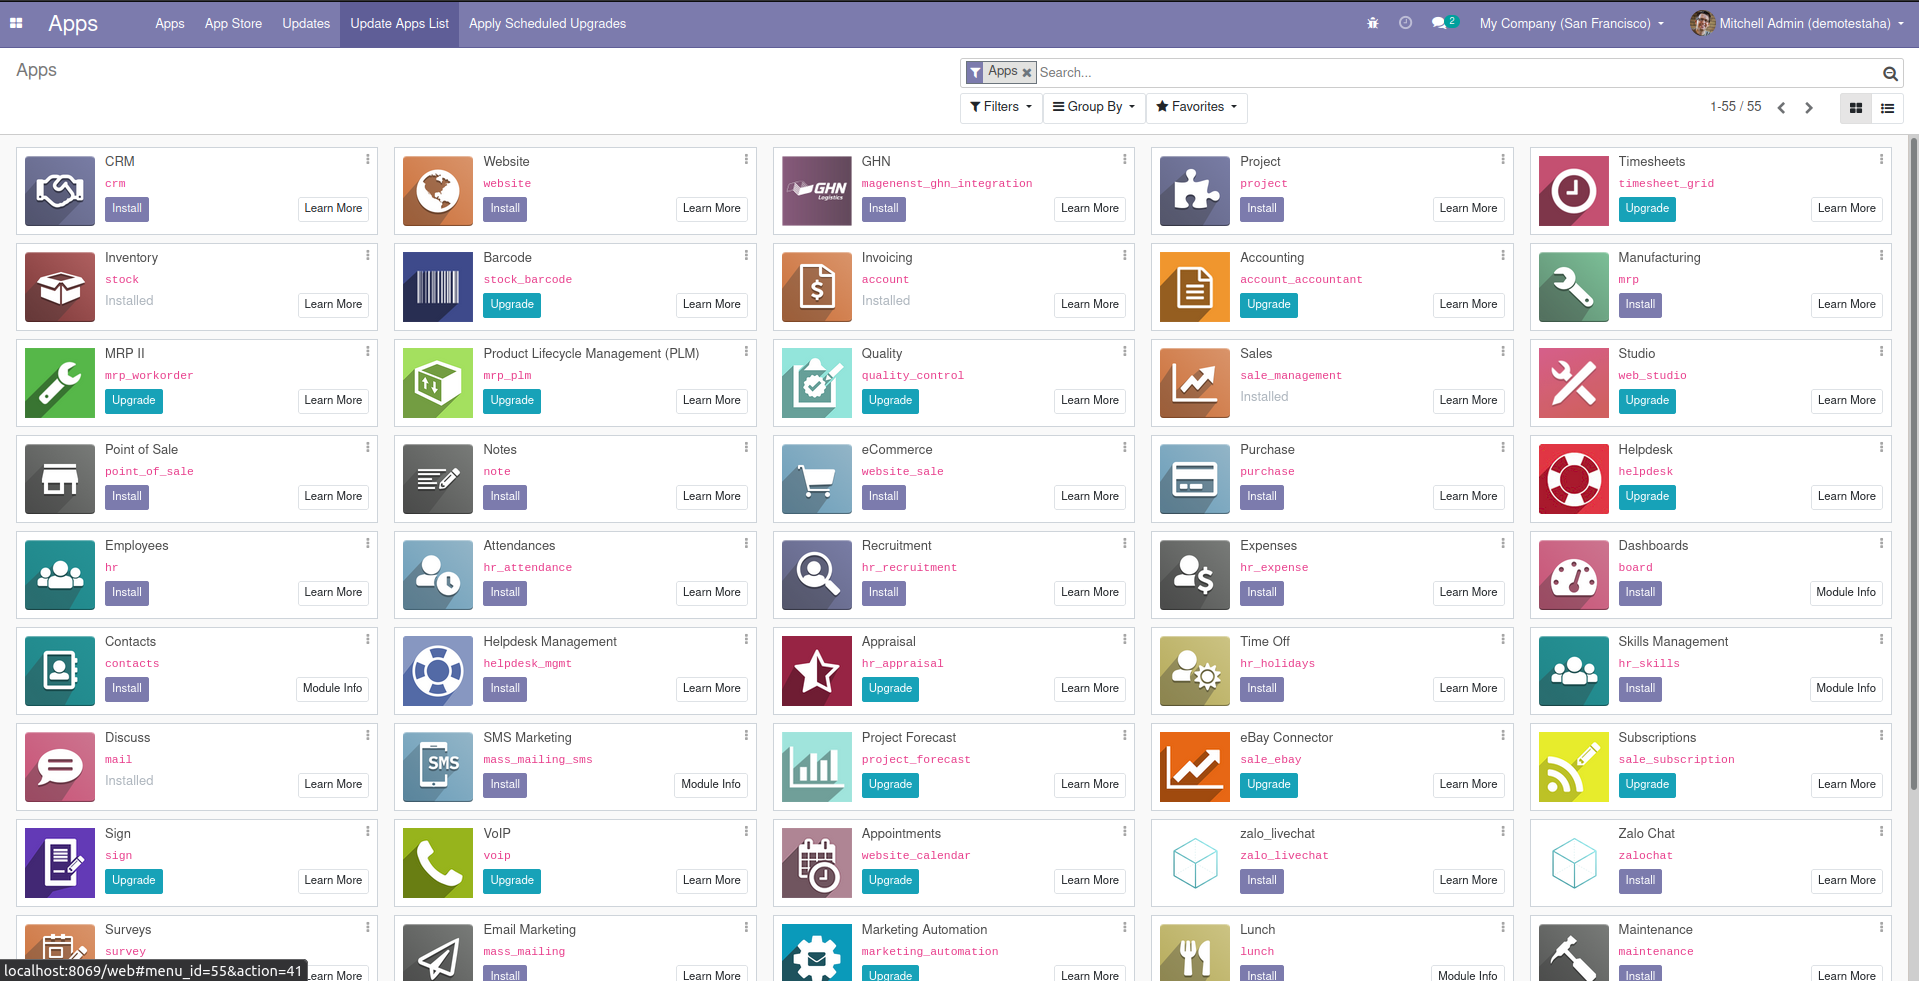 Apps
Apps
App Store
Updates
Update Apps List
Apply Scheduled Upgrades
2
My Company (San Francisco)
Mitchell Admin (demotestaha)
Apps
Apps
Search...
Filters
Group By
Favorites
1-55 / 55
CRM
crm
Install
Learn More
Website
website
Install
Learn More
GHN
Logistics
GHN
magenenst_ghn_integration
Install
Learn More
Project
project
Install
Learn More
Timesheets
timesheet_grid
Upgrade
Learn More
Inventory
stock
Installed
Learn More
Barcode
stock_barcode
Upgrade
Learn More
Invoicing
account
Installed
Learn More
Accounting
account_accountant
Upgrade
Learn More
Manufacturing
mrp
Install
Learn More
MRP II
mrp_workorder
Upgrade
Learn More
Product Lifecycle Management (PLM)
mrp_plm
Upgrade
Learn More
Quality
quality_control
Upgrade
Learn More
Sales
sale_management
Installed
Learn More
Studio
web_studio
Upgrade
Learn More
Point of Sale
point_of_sale
Install
Learn More
Notes
note
Install
Learn More
eCommerce
website_sale
Install
Learn More
Purchase
purchase
Install
Learn More
Helpdesk
helpdesk
Upgrade
Learn More
Employees
hr
Install
Learn More
Attendances
hr_attendance
Install
Learn More
Recruitment
hr_recruitment
Install
Learn More
Expenses
hr_expense
Install
Learn More
Dashboards
board
Install
Module Info
Contacts
contacts
Install
Module Info
Helpdesk Management
helpdesk_mgmt
Install
Learn More
Appraisal
hr_appraisal
Upgrade
Learn More
Time Off
hr_holidays
Install
Learn More
Skills Management
hr_skills
Install
Module Info
Discuss
mail
Installed
Learn More
SMS
SMS Marketing
mass_mailing_sms
Install
Module Info
Project Forecast
project_forecast
Upgrade
Learn More
eBay Connector
sale_ebay
Upgrade
Learn More
Subscriptions
sale_subscription
Upgrade
Learn More
Sign
sign
Upgrade
Learn More
VoIP
voip
Upgrade
Learn More
Appointments
website_calendar
Upgrade
Learn More
zalo_livechat
zalo_livechat
Install
Learn More
Zalo Chat
zalochat
Install
Learn More
Surveys
survey
Learn More
Email Marketing
mass_mailing
Install
Learn More
Marketing Automation
marketing_automation
Upgrade
Learn More
Lunch
lunch
Install
Module Info
Maintenance
maintenance
Install
Learn More
localhost:8069/web#menu_id=55&action=41